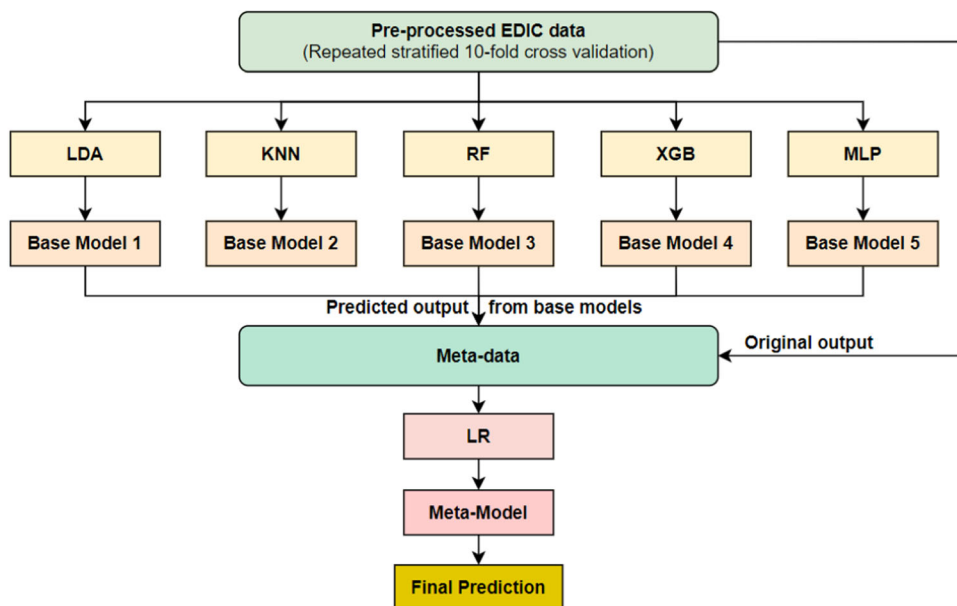 Pre-processed EDIC data
(Repeated stratified 10-fold cross validation)
LDA
KNN
RF
XGB
MLP
Base Model 1
Base Model 2
Base Model 3
Base Model 4
Base Model 5
Predicted output from base models
Original output
Meta-data
LR
Meta-Model
Final Prediction